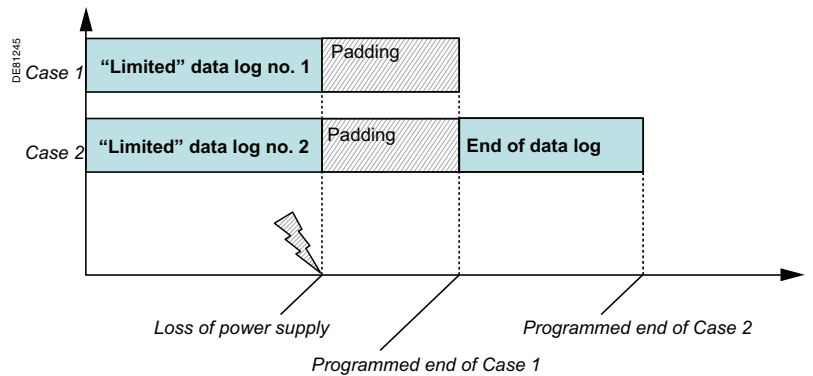 DE81245
Case 1
“Limited” data log no. 1
Padding
Case 2
“Limited” data log no. 2
Padding
End of data log
Loss of power supply
Programmed end of Case 2
Programmed end of Case 1